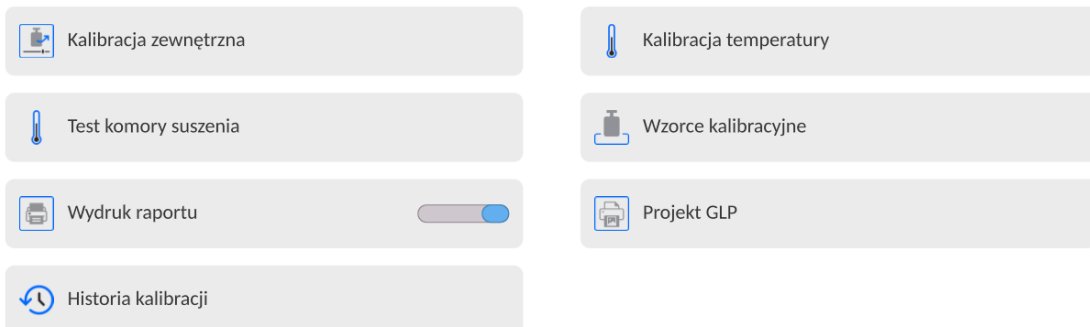 Kalibracja zewnętrzna
Kalibracja temperatury
Test komory suszenia
Wzorce kalibracyjne
Wydruk raportu
Projekt GLP
Historia kalibracji